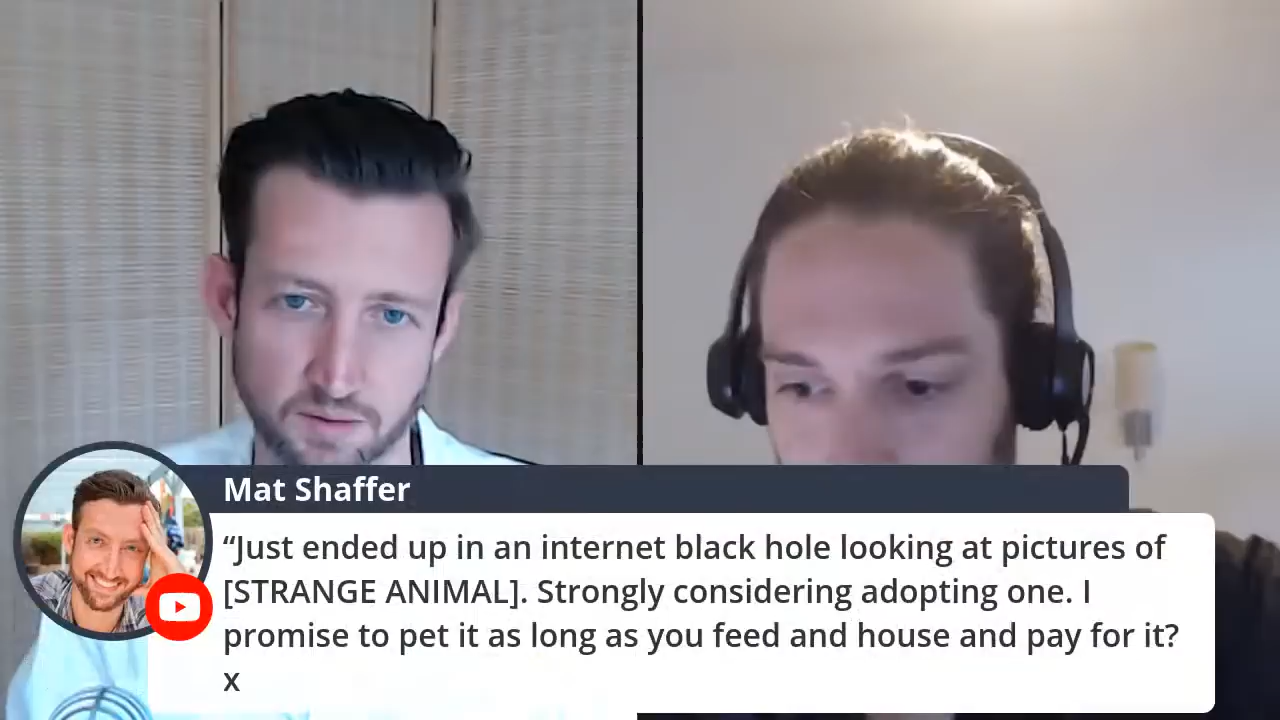 Mat Shaffer
“Just ended up in an internet black hole looking at pictures of
[STRANGE ANIMAL]. Strongly considering adopting one. I
promise to pet it as long as you feed and house and pay for it?
x